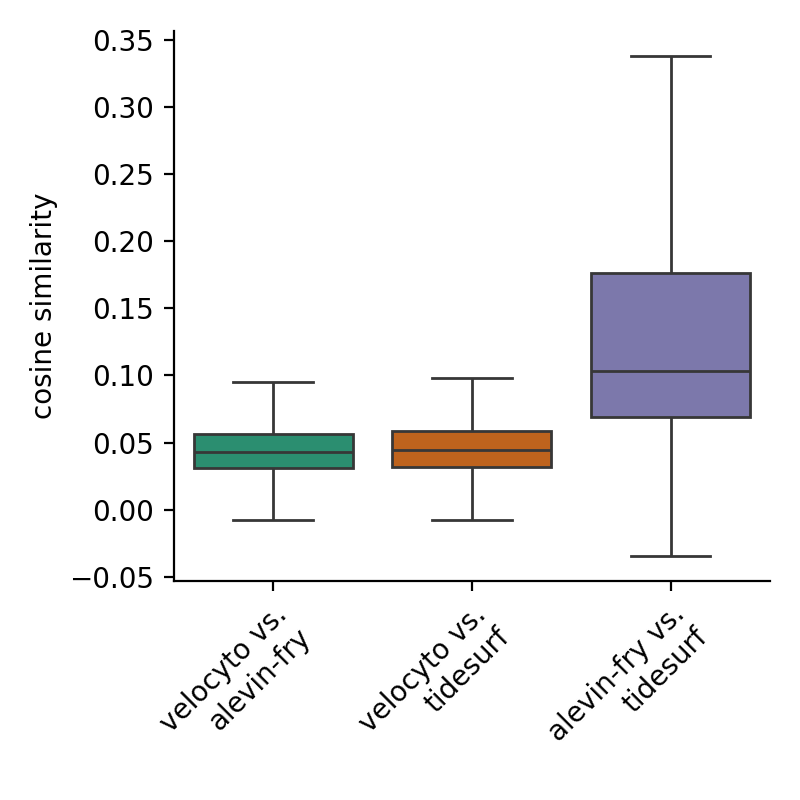 cosine similarity
0.35
0.30
0.25
0.20
0.15
0.10
0.05
0.00
−0.05
velocyto vs.
alevin-fry
velocyto vs.
tidesurf
alevin-fry vs.
tidesurf